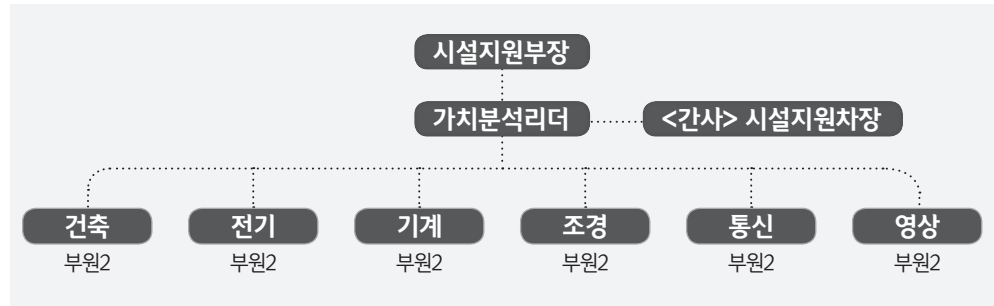 시설지원부장
가치분석리더
<간사> 시설지원차장
건축
전기
기계
조경
통신
영상
부원2
부원2
부원2
부원2
부원2
부원2